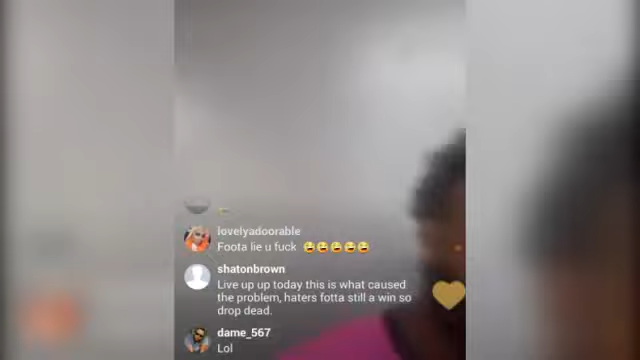 lovelyadoorable
Foota lie u fuck 😂😂😂😂😂
shatonbrown
Live up up today this is what caused
the problem, haters fotta still a win so
drop dead.
dame_567
Lol